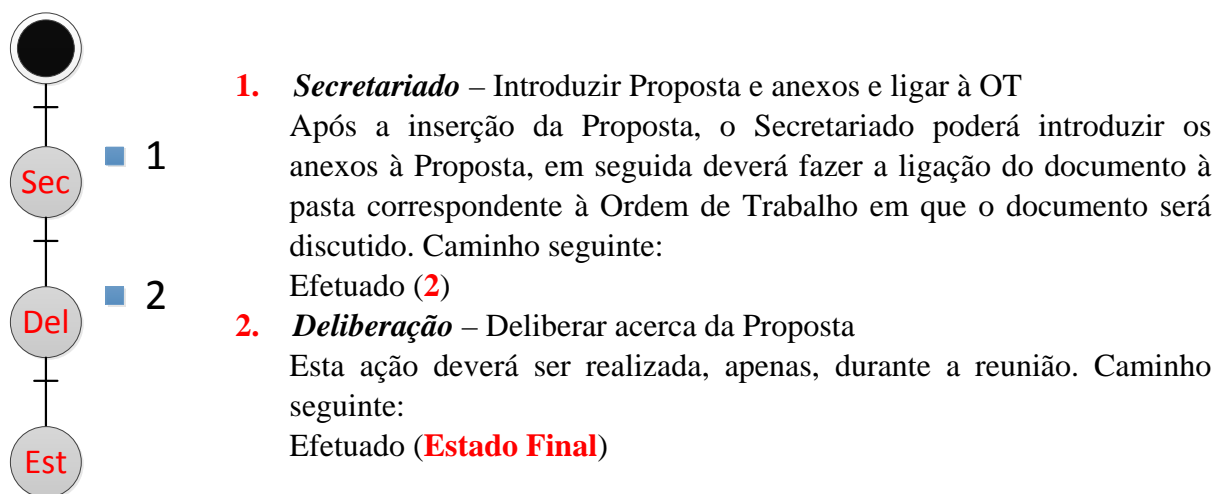 Sec
1
Del
2
Est
1. Secretariado – Introduzir Proposta e anexos e ligar à OT
Após a inserção da Proposta, o Secretariado poderá introduzir os
anexos à Proposta, em seguida deverá fazer a ligação do documento à
pasta correspondente à Ordem de Trabalho em que o documento será
discutido. Caminho seguinte:
Efetuado (2)
2. Deliberação – Deliberar acerca da Proposta
Esta ação deverá ser realizada, apenas, durante a reunião. Caminho
seguinte:
Efetuado (Estado Final)